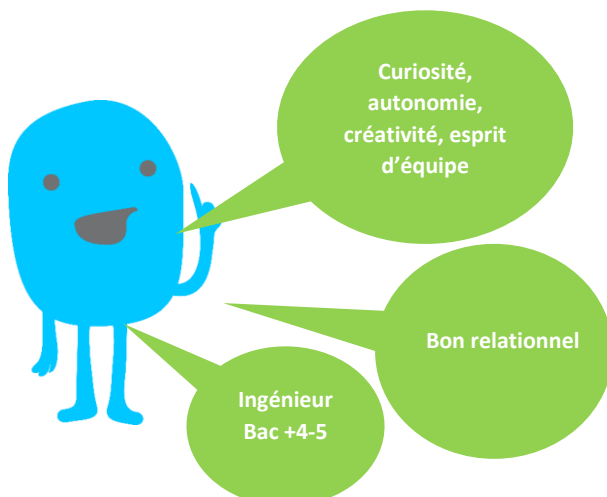 Curiosité,
autonomie,
créativité, esprit
d’équipe
Bon relationnel
Ingénieur
Bac +4-5